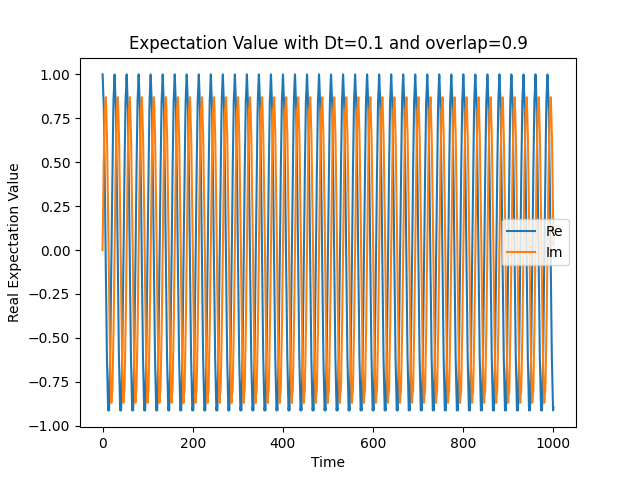 Expectation Value with Dt=0.1 and overlap=0.9
Real Expectation Value
1.00
0.75
0.50
0.25
0.00
−0.25
−0.50
−0.75
−1.00
Re
Im
0 200 400 600 800 1000
Time